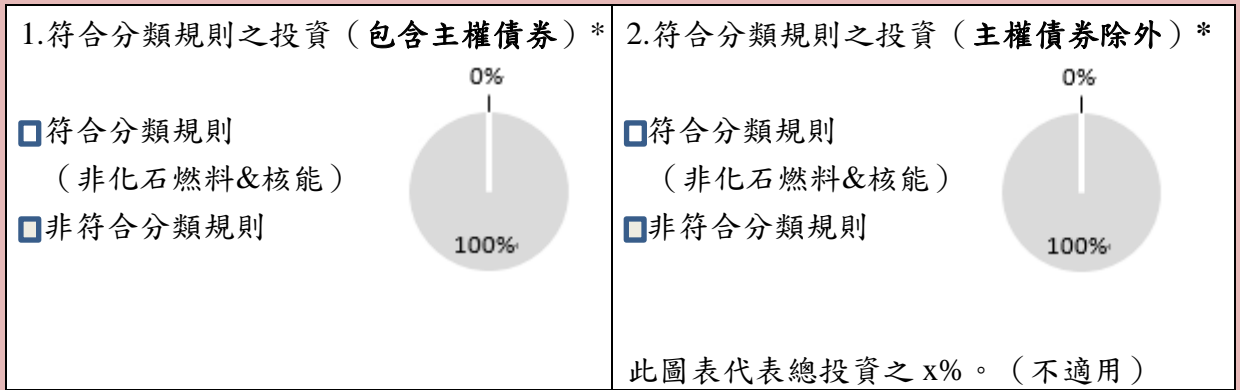 1.符合分類規則之投資（包含主權債券）*
0%
符合分類規則
（非化石燃料&核能）
非符合分類規則
100%
2.符合分類規則之投資（主權債券除外）*
0%
符合分類規則
（非化石燃料&核能）
非符合分類規則
100%
此圖表代表總投資之 x%。（不適用）